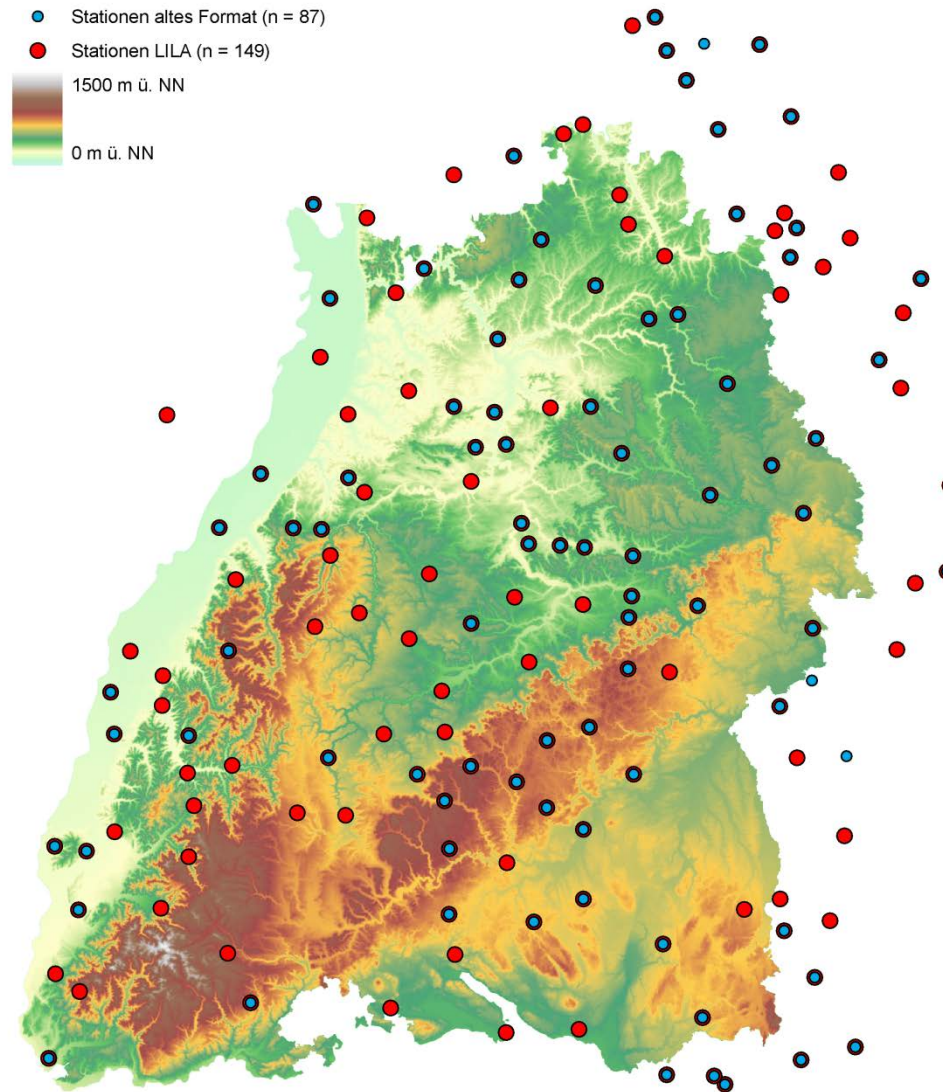 Stationen altes Format (n = 87)
Stationen LILA (n = 149)
1500 m ü. NN
0 m ü. NN